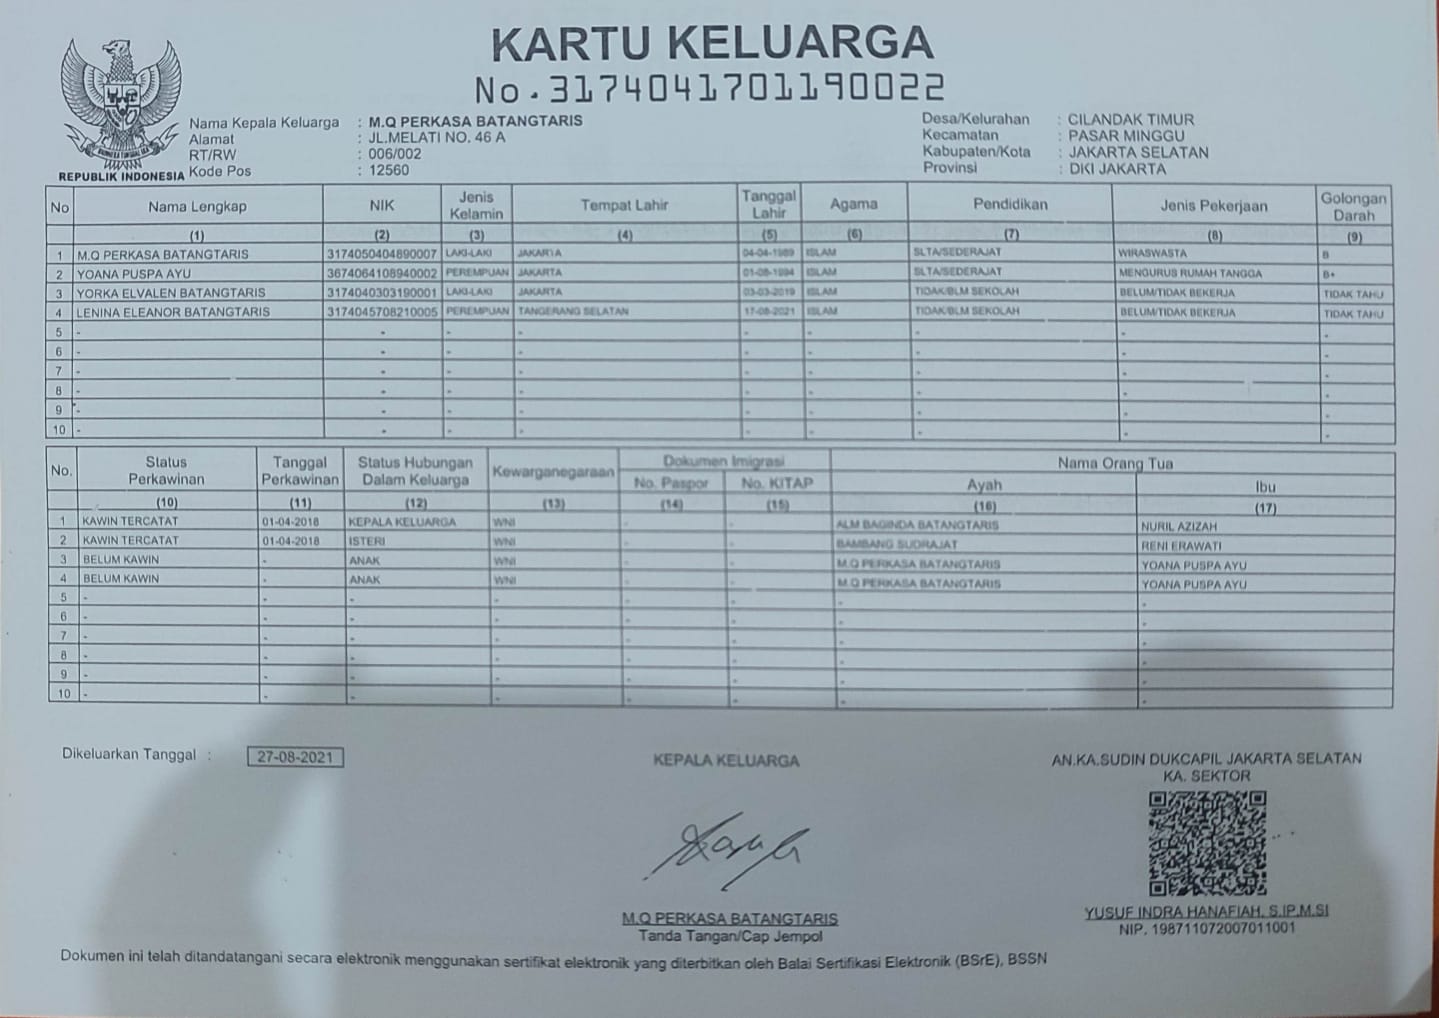 KARTU KELUARGA
No.3174041701190022
REPUBLIK INDONESIA
Nama Kepala Keluarga : M.Q PERKASA BATANGTARIS
Alamat : JL.MELATI NO. 46 A
RT/RW : 006/002
Kode Pos : 12560
Desa/Kelurahan : CILANDAK TIMUR
Kecamatan : PASAR MINGGU
Kabupaten/Kota : JAKARTA SELATAN
Provinsi : DKI JAKARTA
No Nama Lengkap NIK Jenis Kelamin Tempat Lahir Tanggal Lahir Agama Pendidikan Jenis Pekerjaan Golongan Darah
(1) (2) (3) (4) (5) (6) (7) (8) (9)
1 M.Q PERKASA BATANGTARIS 3174050404890007 LAKI-LAKI JAKARTA 04-04-1989 ISLAM SLTA/SEDERAJAT WIRASWASTA B
2 YOANA PUSPA AYU 3674064108940002 PEREMPUAN JAKARTA 01-08-1994 ISLAM SLTA/SEDERAJAT MENGURUS RUMAH TANGGA B+
3 YORKA ELVALEN BATANGTARIS 3174040303190001 LAKI-LAKI JAKARTA 03-03-2019 ISLAM TIDAK/BLM SEKOLAH BELUM/TIDAK BEKERJA TIDAK TAHU
4 LENINA ELEANOR BATANGTARIS 3174045708210005 PEREMPUAN TANGERANG SELATAN 17-08-2021 ISLAM TIDAK/BLM SEKOLAH BELUM/TIDAK BEKERJA TIDAK TAHU
5 - - - - - - - - -
6 - - - - - - - - -
7 - - - - - - - - -
8 - - - - - - - - -
9 - - - - - - - - -
10 - - - - - - - - -
No. Status Perkawinan Tanggal Perkawinan Status Hubungan Dalam Keluarga Kewarganegaraan Dokumen Imigrasi Nama Orang Tua
No. Paspor No. KITAP Ayah Ibu
(10) (11) (12) (13) (14) (15) (16) (17)
1 KAWIN TERCATAT 01-04-2018 KEPALA KELUARGA WNI - - ALM BAGINDA BATANGTARIS NURIL AZIZAH
2 KAWIN TERCATAT 01-04-2018 ISTERI WNI - - BAMBANG SUDRAJAT RENI ERAWATI
3 BELUM KAWIN - ANAK WNI - - M.Q PERKASA BATANGTARIS YOANA PUSPA AYU
4 BELUM KAWIN - ANAK WNI - - M.Q PERKASA BATANGTARIS YOANA PUSPA AYU
5 - - - - - - - -
6 - - - - - - - -
7 - - - - - - - -
8 - - - - - - - -
9 - - - - - - - -
10 - - - - - - - -
Dikeluarkan Tanggal : 27-08-2021
KEPALA KELUARGA
M.Q PERKASA BATANGTARIS
Tanda Tangan/Cap Jempol
AN.KA.SUDIN DUKCAPIL JAKARTA SELATAN
KA. SEKTOR
YUSUF INDRA HANAFIAH, S.IP,M.SI
NIP. 198711072007011001
Dokumen ini telah ditandatangani secara elektronik menggunakan sertifikat elektronik yang diterbitkan oleh Balai Sertifikasi Elektronik (BSrE), BSSN